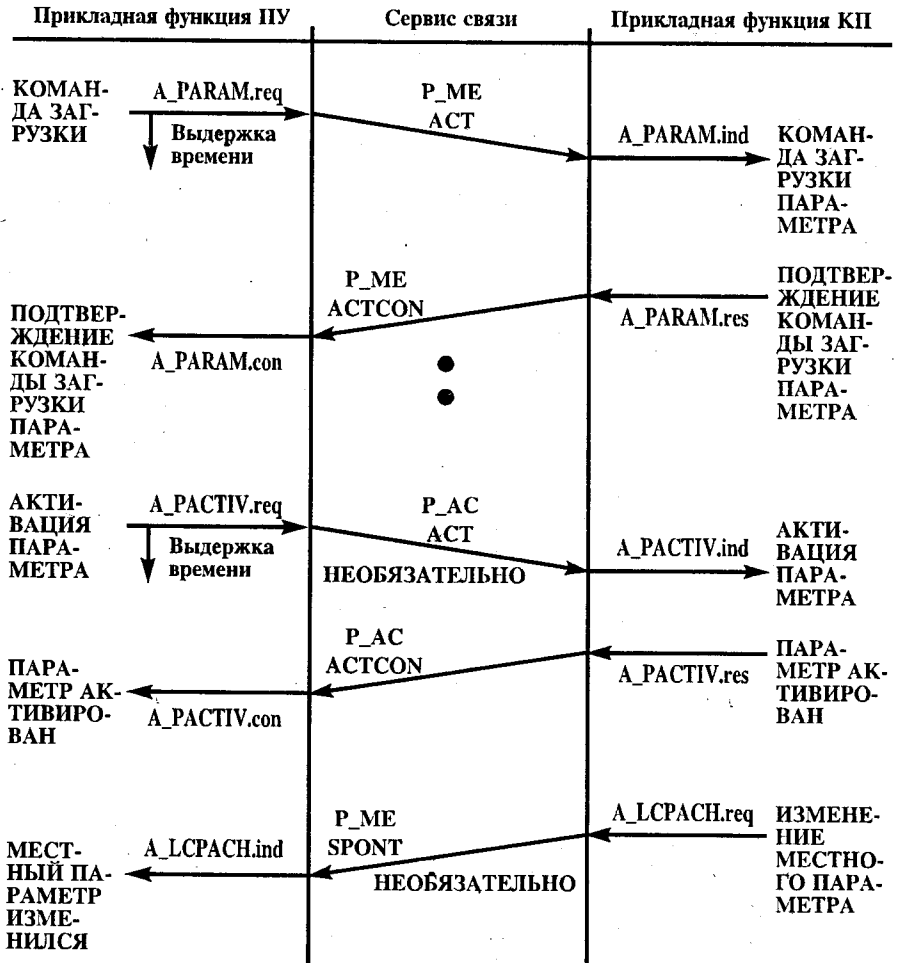 Прикладная функция ПУ
Сервис связи
Прикладная функция КП
КОМАН-
ДА ЗАГ-
РУЗКИ
A_PARAM.req
Выдержка
времени
P_ME
ACT
A_PARAM.ind
КОМАН-
ДА ЗАГ-
РУЗКИ
ПАРА-
МЕТРА
ПОДТВЕР-
ЖДЕНИЕ
КОМАН-
ДЫ ЗАГ-
РУЗКИ
ПАРА-
МЕТРА
A_PARAM.con
P_ME
ACTCON
A_PARAM.res
ПОДТВЕР-
ЖДЕНИЕ
КОМАН-
ДЫ ЗАГ-
РУЗКИ
ПАРА-
МЕТРА
АКТИ-
ВАЦИЯ
ПАРА-
МЕТРА
A_PACTIV.req
Выдержка
времени
P_AC
ACT
НЕОБЯЗАТЕЛЬНО
A_PACTIV.ind
АКТИ-
ВАЦИЯ
ПАРА-
МЕТРА
ПАРА-
МЕТР АК-
ТИВИРО-
ВАН
A_PACTIV.con
P_AC
ACTCON
A_PACTIV.res
ПАРА-
МЕТР АК-
ТИВИРО-
ВАН
МЕСТ-
НЫЙ ПА-
РАМЕТР
ИЗМЕ-
НИЛСЯ
A_LCPACH.ind
P_ME
SPONT
НЕОБЯЗАТЕЛЬНО
A_LCPACH.req
ИЗМЕНЕ-
НИЕ
МЕСТНО-
ГО ПАРА-
МЕТРА